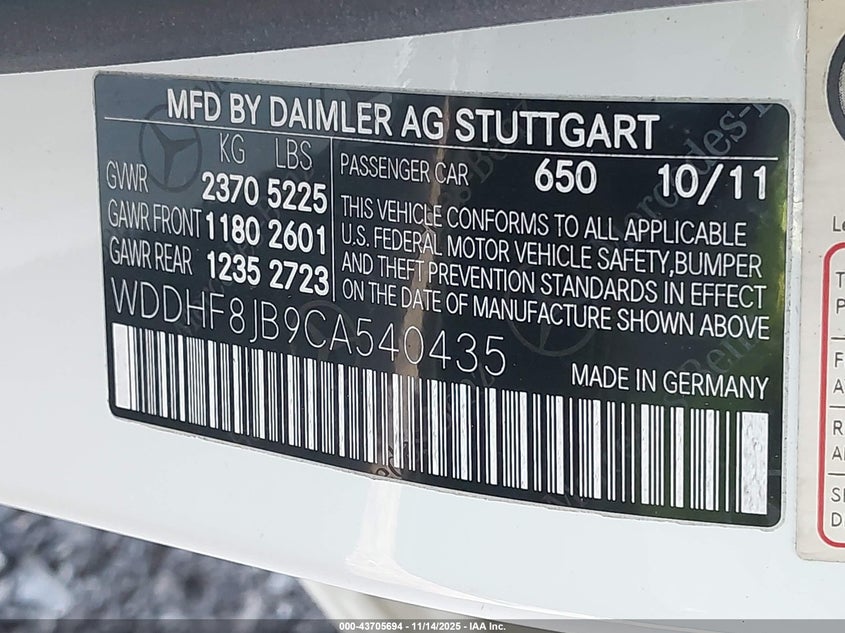 MFD BY DAIMLER AG STUTTGART
KG LBS
GVWR 2370 5225
GAWR FRONT 1180 2601
GAWR REAR 1235 2723
PASSENGER CAR 650 10/11
THIS VEHICLE CONFORMS TO ALL APPLICABLE
U.S. FEDERAL MOTOR VEHICLE SAFETY,BUMPER
AND THEFT PREVENTION STANDARDS IN EFFECT
ON THE DATE OF MANUFACTURE SHOWN ABOVE
WDDHF8JB9CA540435
MADE IN GERMANY
000-43705694 - 11/14/2025 - IAA Inc.